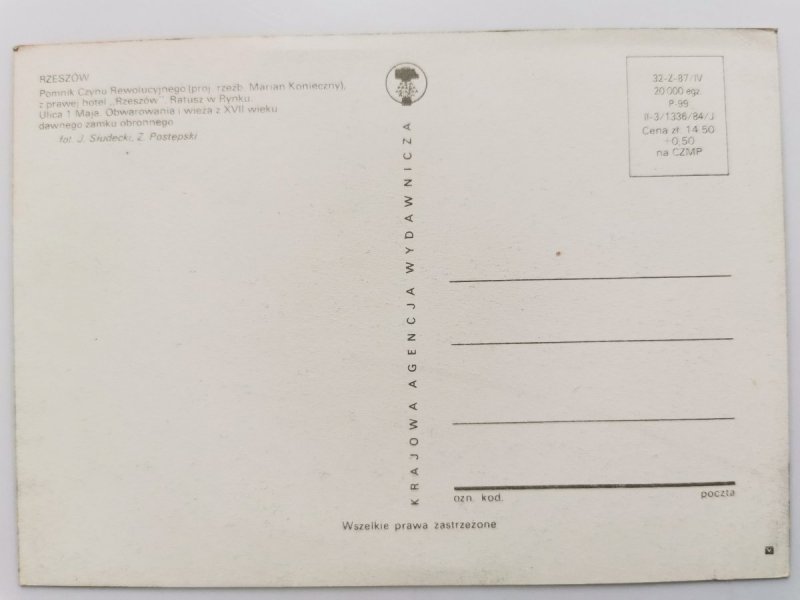 RZESZÓW
Pomnik Czynu Rewolucyjnego (proj. rzeźb. Marian Konieczny),
z prawej hotel „Rzeszów". Ratusz w Rynku.
Ulica 1 Maja. Obwarowania i wieża z XVII wieku
dawnego zamku obronnego
fot. J. Siudecki, Z. Postępski
KRAJOWA AGENCJA WYDAWNICZA
32-Z-87/IV
20 000 egz.
P-99
II-3/1336/84/J
Cena zł: 14.50
+0,50
na CZMP
ozn. kod.
poczta
Wszelkie prawa zastrzeżone